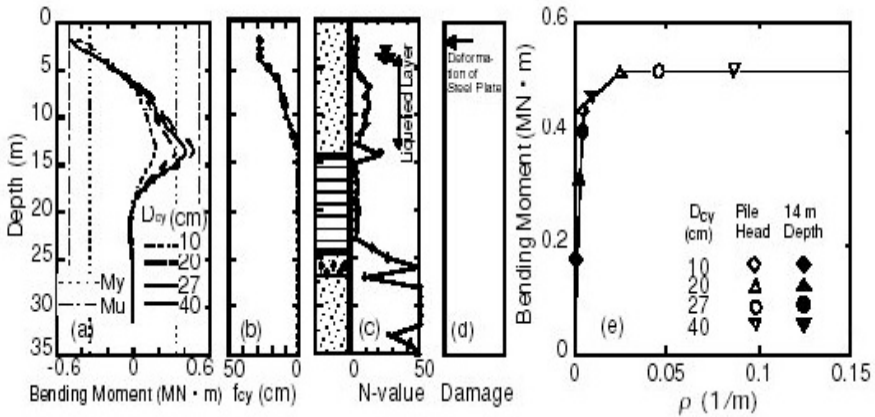 0
5
10
15
20
25
30
35
Depth (m)
Dcy (cm)
10
20
27
40
My
Mu
(a)
-0.6
0
0.6
Bending Moment (MN・m)
(b)
50
0
fcy (cm)
Liquefied Layer
(c)
0
50
N-value
Deforma-
tion of
Steel Plate
(d)
Damage
0.6
0.4
0.2
0
Bending Moment (MN・m)
Dcy Pile 14 m
(cm) Head Depth
10
20
27
40
(e)
0 0.05 0.1 0.15
ρ (1/m)